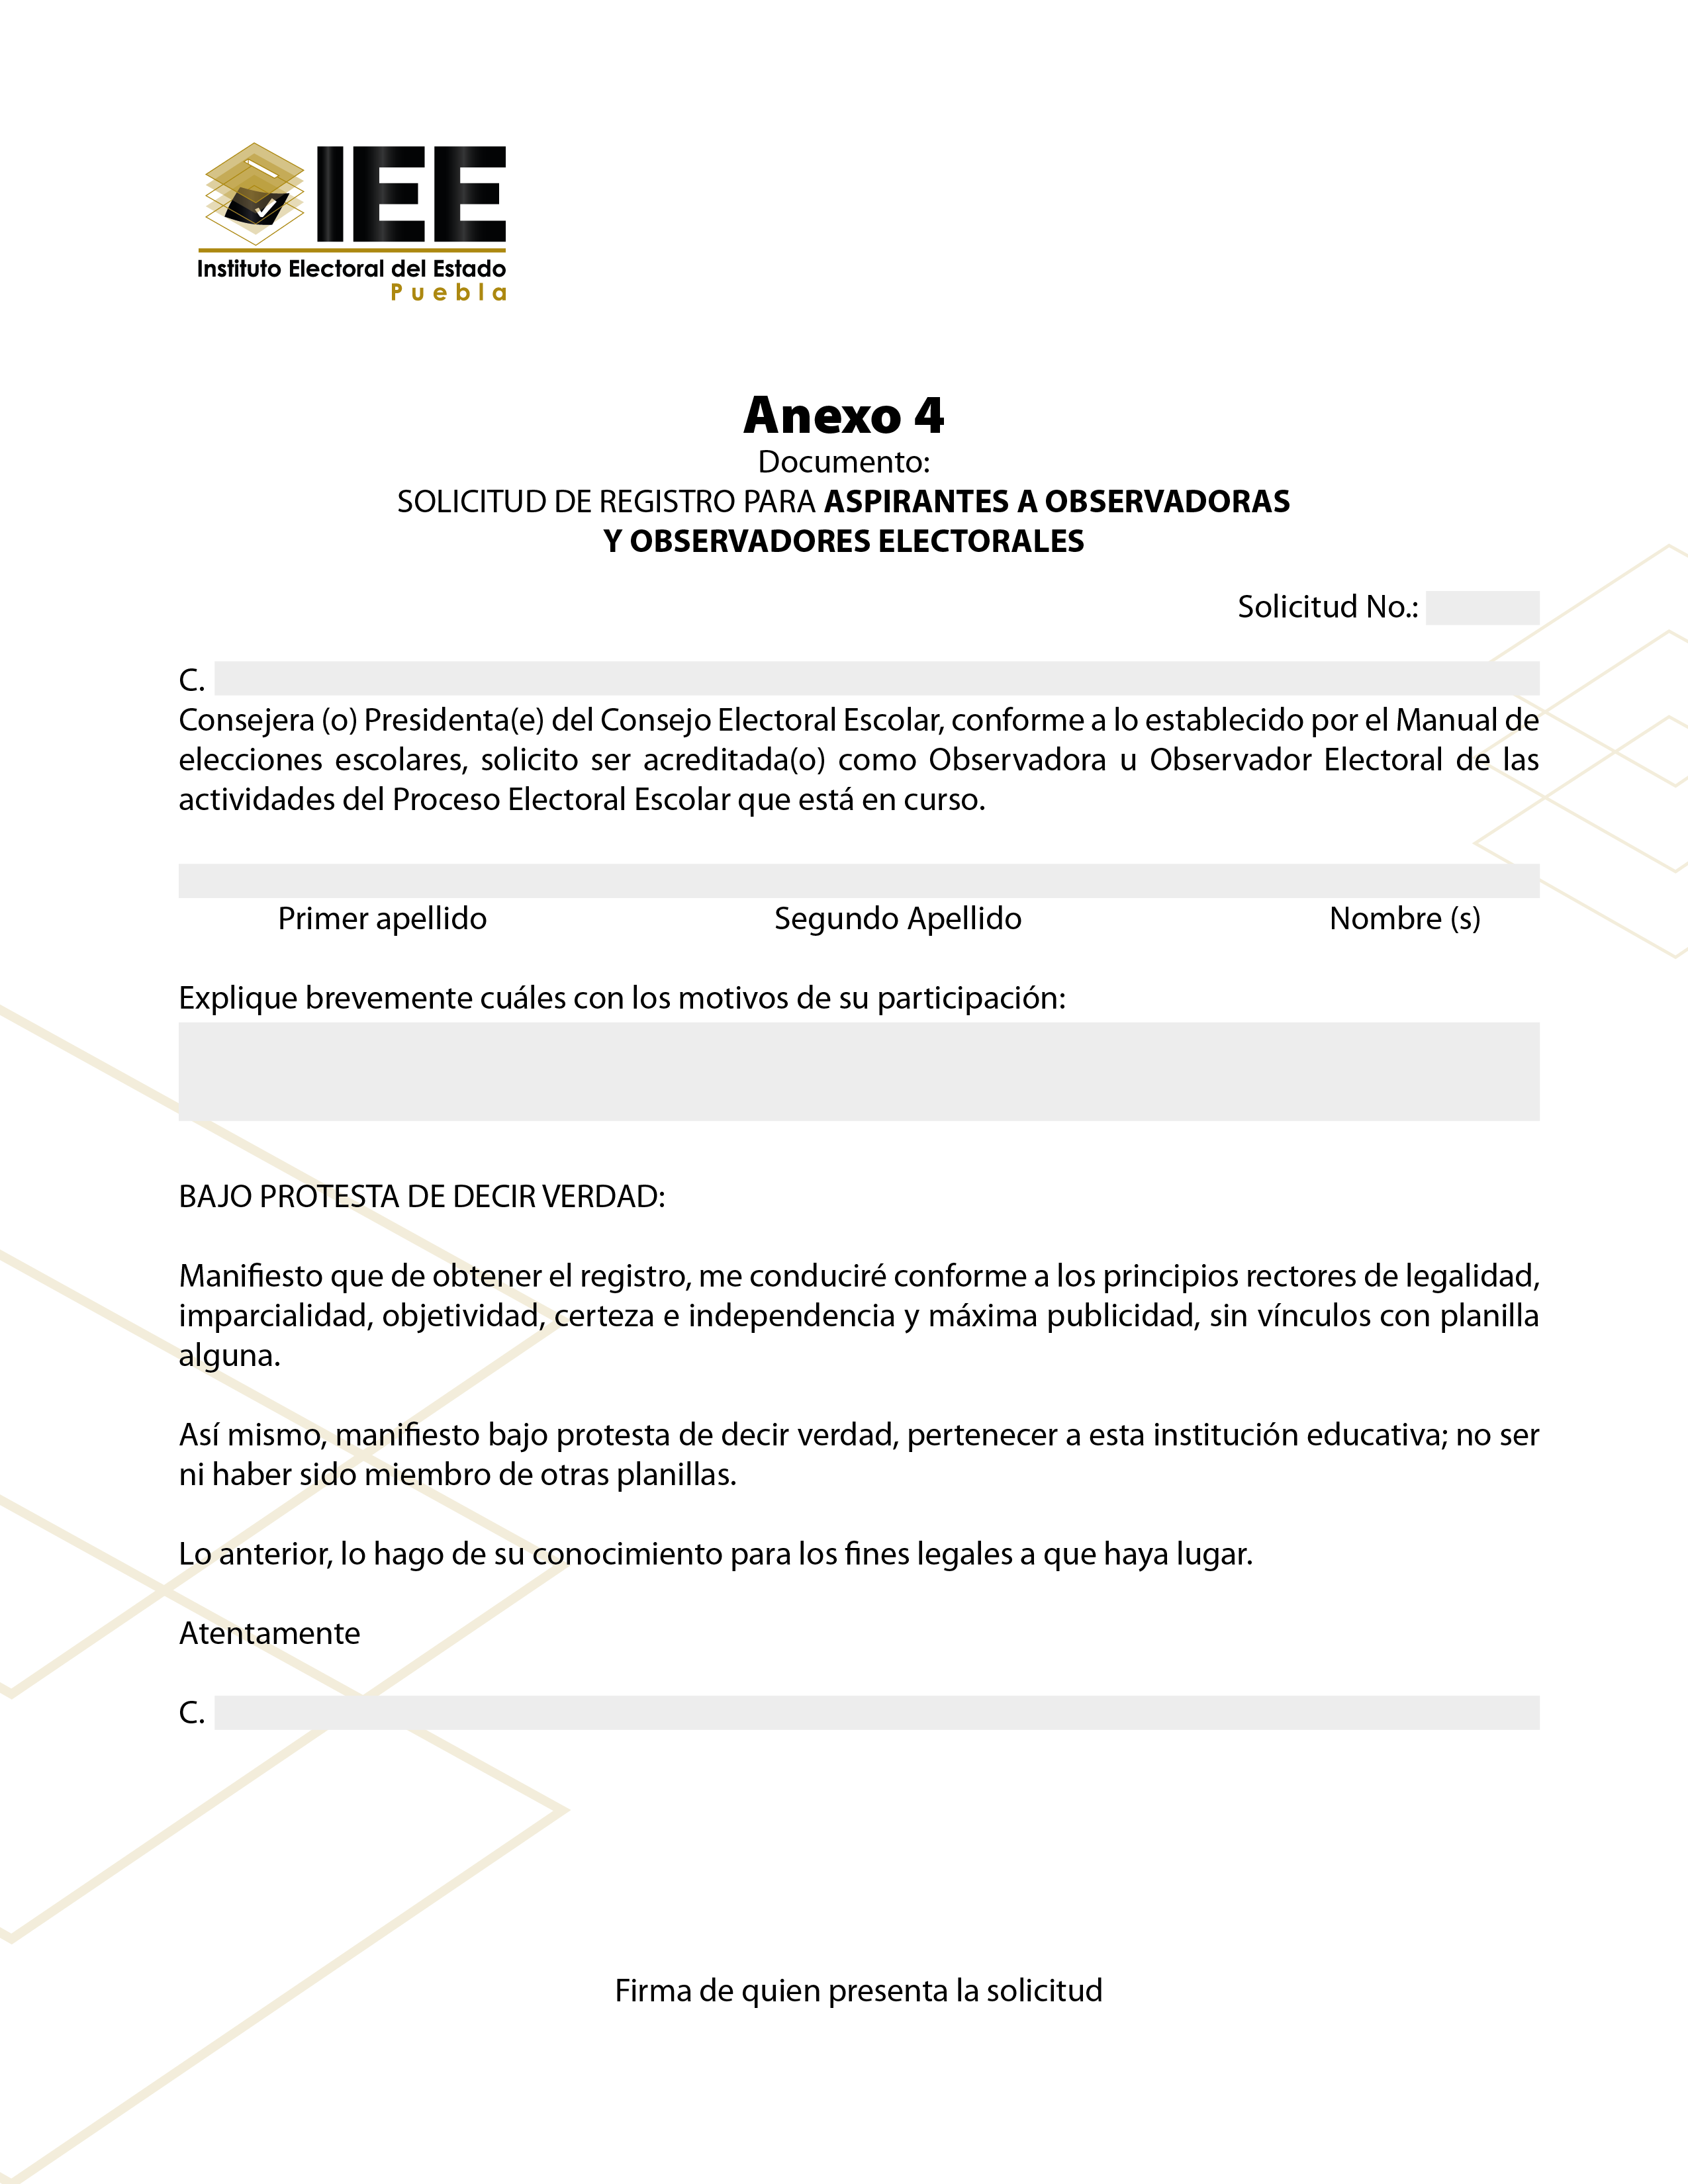 IEE
Instituto Electoral del Estado
Puebla
Anexo 4
Documento:
SOLICITUD DE REGISTRO PARA ASPIRANTES A OBSERVADORAS
Y OBSERVADORES ELECTORALES
Solicitud No.:
C.
Consejera (o) Presidenta(e) del Consejo Electoral Escolar, conforme a lo establecido por el Manual de
elecciones escolares, solicito ser acreditada(o) como Observadora u Observador Electoral de las
actividades del Proceso Electoral Escolar que está en curso.
Primer apellido Segundo Apellido Nombre (s)
Explique brevemente cuáles con los motivos de su participación:
BAJO PROTESTA DE DECIR VERDAD:
Manifiesto que de obtener el registro, me conduciré conforme a los principios rectores de legalidad,
imparcialidad, objetividad, certeza e independencia y máxima publicidad, sin vínculos con planilla
alguna.
Así mismo, manifiesto bajo protesta de decir verdad, pertenecer a esta institución educativa; no ser
ni haber sido miembro de otras planillas.
Lo anterior, lo hago de su conocimiento para los fines legales a que haya lugar.
Atentamente
C.
Firma de quien presenta la solicitud